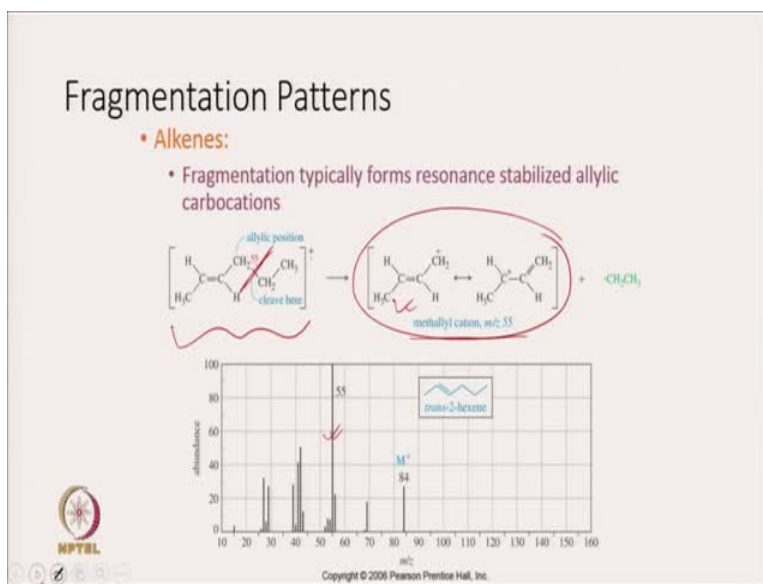 Fragmentation Patterns
• Alkenes:
• Fragmentation typically forms resonance stabilized allylic
carbocations
allylic position
H
CH₂ 55
CH₃
C=C
CH₂
H₃C
H
cleave here
H
CH₂
C=C
H₃C
H
H
CH₂
C-C
H₃C
H
+
·CH₂CH₃
methallyl cation, m/z 55
100
80
60
40
20
0
abundance
55
trans-2-hexene
M⁺
84
10 20 30 40 50 60 70 80 90 100 110 120 130 140 150 160
m/z
NPTEL
Copyright © 2006 Pearson Prentice Hall, Inc.